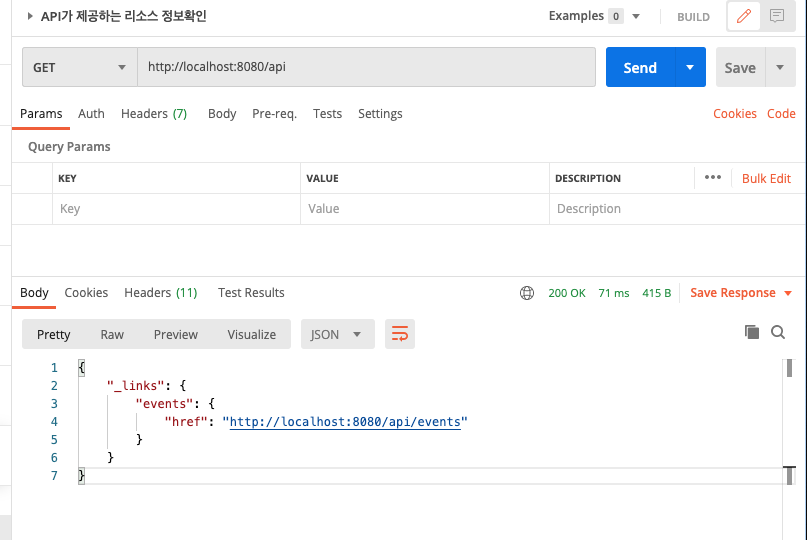 API가 제공하는 리소스 정보확인 Examples 0 BUILD
GET http://localhost:8080/api Send Save
Params Auth Headers (7) Body Pre-req. Tests Settings Cookies Code
Query Params
KEY VALUE DESCRIPTION ••• Bulk Edit
Key Value Description
Body Cookies Headers (11) Test Results 200 OK 71 ms 415 B Save Response
Pretty Raw Preview Visualize JSON
1 {
2 "_links": {
3 "events": {
4 "href": "http://localhost:8080/api/events"
5 }
6 }
7 }